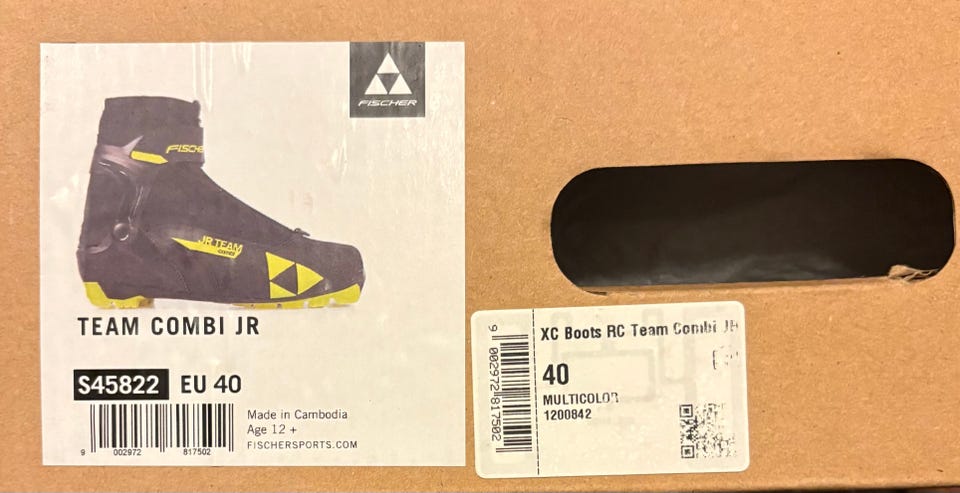 FISCHER
FISCHER
JR TEAM
TEAM COMBI JR
S45822 EU 40
Made in Cambodia
Age 12 +
FISCHERSPORTS.COM
9 002972 817502
9 002972 817502
XC Boots RC Team Combi JR
40
MULTICOLOR
1200842